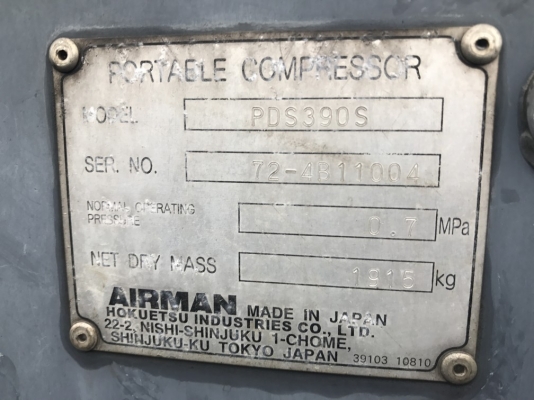 PORTABLE COMPRESSOR
MODEL PDS390S
SER. NO. 72-4B11004
NORMAL OPERATING
PRESSURE 0.7 MPa
NET DRY MASS 1915 kg
AIRMAN MADE IN JAPAN
HOKUETSU INDUSTRIES CO., LTD.
22-2, NISHI-SHINJUKU 1-CHOME,
SHINJUKU-KU TOKYO JAPAN 39103 10810